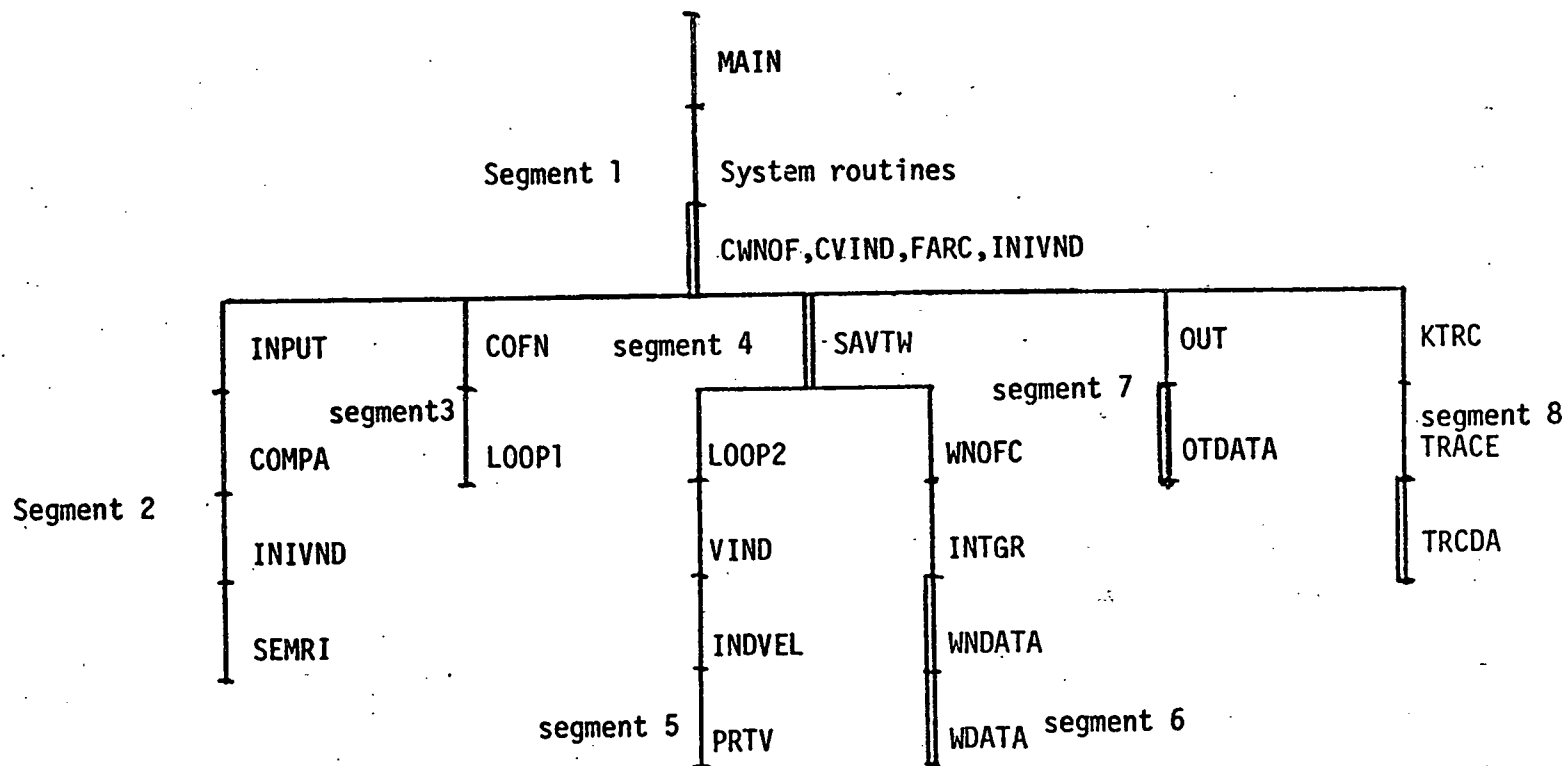 MAIN
Segment 1
System routines
CWNOF,CVIND,FARC,INIVND
INPUT
COFN
segment 4
SAVTW
OUT
KTRC
segment3
segment 7
segment 8
COMPA
LOOP1
LOOP2
WNOFC
OTDATA
TRACE
Segment 2
INIVND
VIND
INTGR
TRCDA
SEMRI
INDVEL
WNDATA
segment 5
PRTV
WDATA
segment 6